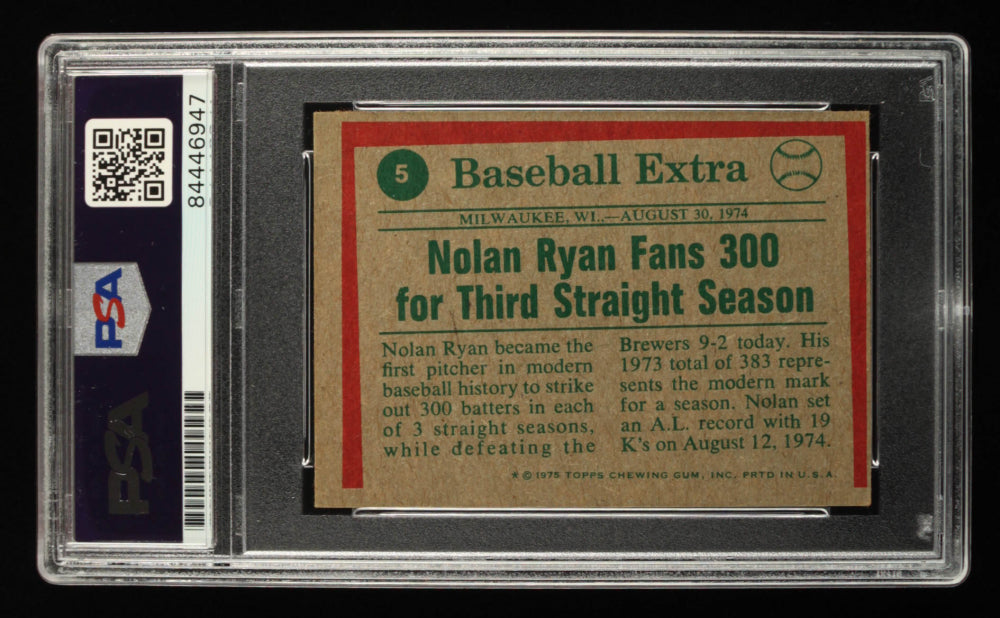 84446947
PSA
PSA
5
Baseball Extra
MILWAUKEE, WI.,—AUGUST 30, 1974
Nolan Ryan Fans 300
for Third Straight Season
Nolan Ryan became the
first pitcher in modern
baseball history to strike
out 300 batters in each
of 3 straight seasons,
while defeating the
Brewers 9-2 today. His
1973 total of 383 repre-
sents the modern mark
for a season. Nolan set
an A.L. record with 19
K's on August 12, 1974.
* © 1975 TOPPS CHEWING GUM, INC. PRTD IN U.S.A.